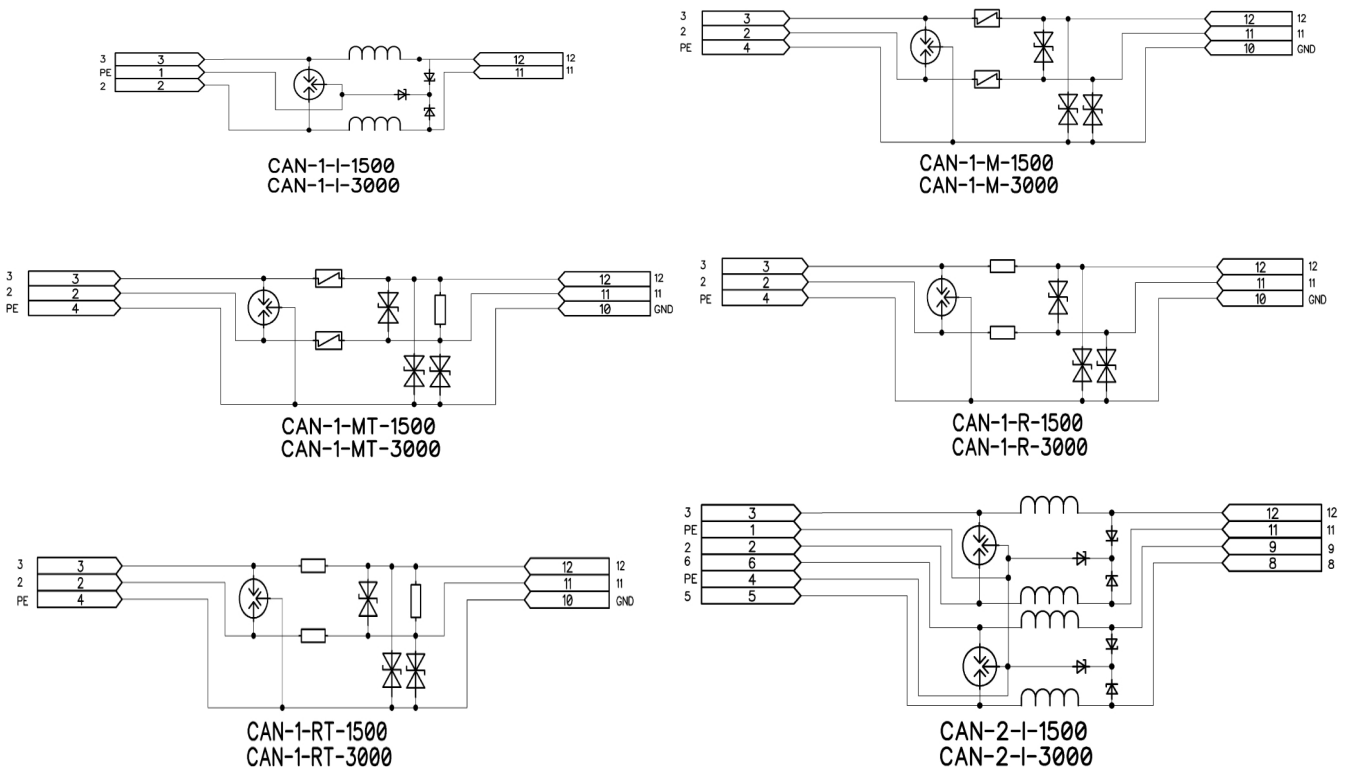 3 3 12 12
PE 1 11 11
2 2
CAN-1-I-1500
CAN-1-I-3000
3 3 12 12
2 2 11 11
PE 4 10 GND
CAN-1-M-1500
CAN-1-M-3000
3 3 12 12
2 2 11 11
PE 4 10 GND
CAN-1-MT-1500
CAN-1-MT-3000
3 3 12 12
2 2 11 11
PE 4 10 GND
CAN-1-R-1500
CAN-1-R-3000
3 3 12 12
2 2 11 11
PE 4 10 GND
CAN-1-RT-1500
CAN-1-RT-3000
3 3 12 12
PE 1 11 11
2 2 9 9
6 6 8 8
PE 4
5 5
CAN-2-I-1500
CAN-2-I-3000